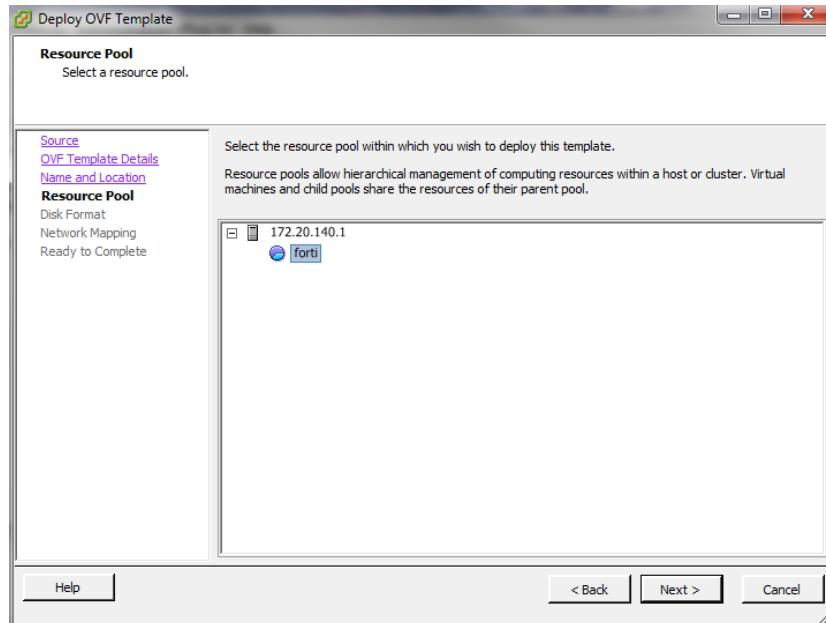 Deploy OVF Template
Resource Pool
Select a resource pool.
Source
OVF Template Details
Name and Location
Resource Pool
Disk Format
Network Mapping
Ready to Complete
Select the resource pool within which you wish to deploy this template.
Resource pools allow hierarchical management of computing resources within a host or cluster. Virtual
machines and child pools share the resources of their parent pool.
172.20.140.1
forti
Help
< Back
Next >
Cancel